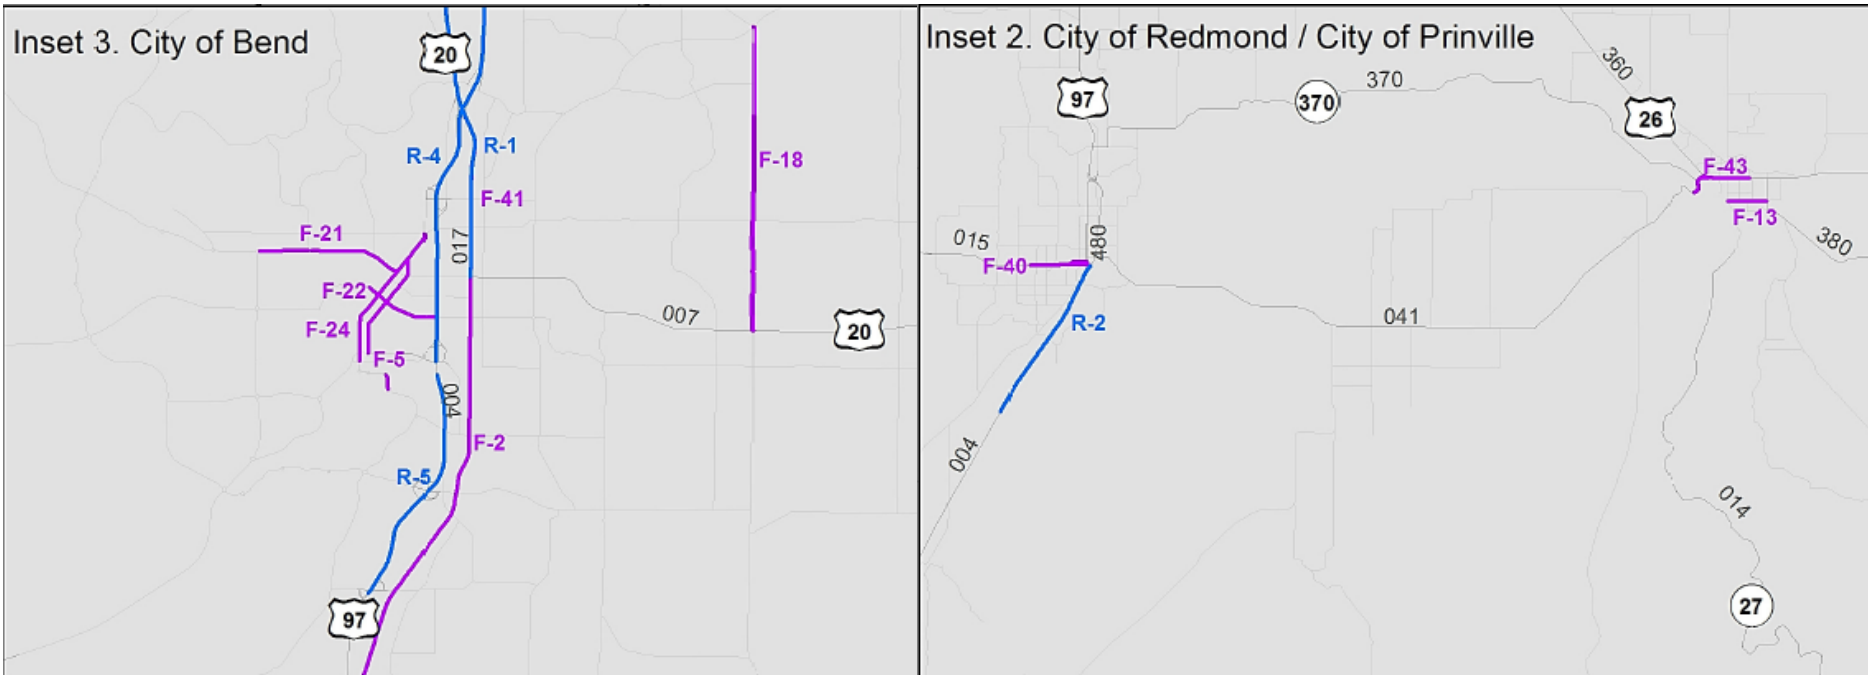 Inset 3. City of Bend
20
R-4
R-1
F-18
F-41
F-21
017
F-22
F-24
007
20
F-5
004
F-2
R-5
97
Inset 2. City of Redmond / City of Prinville
360
370
97
370
26
F-43
F-13
015
480
380
F-40
041
R-2
004
014
27